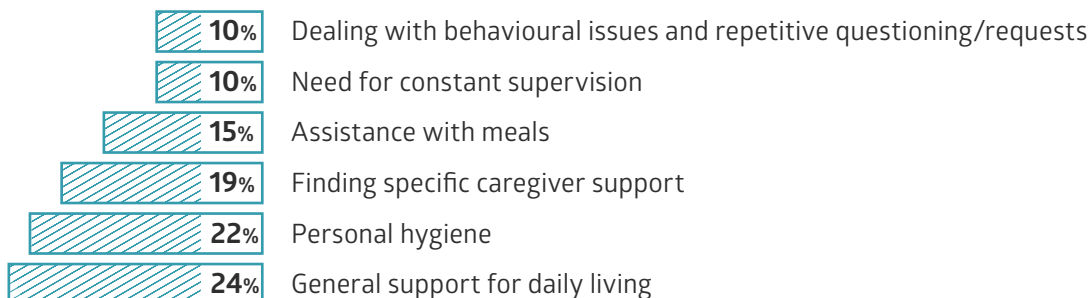 10% Dealing with behavioural issues and repetitive questioning/requests
10% Need for constant supervision
15% Assistance with meals
19% Finding specific caregiver support
22% Personal hygiene
24% General support for daily living